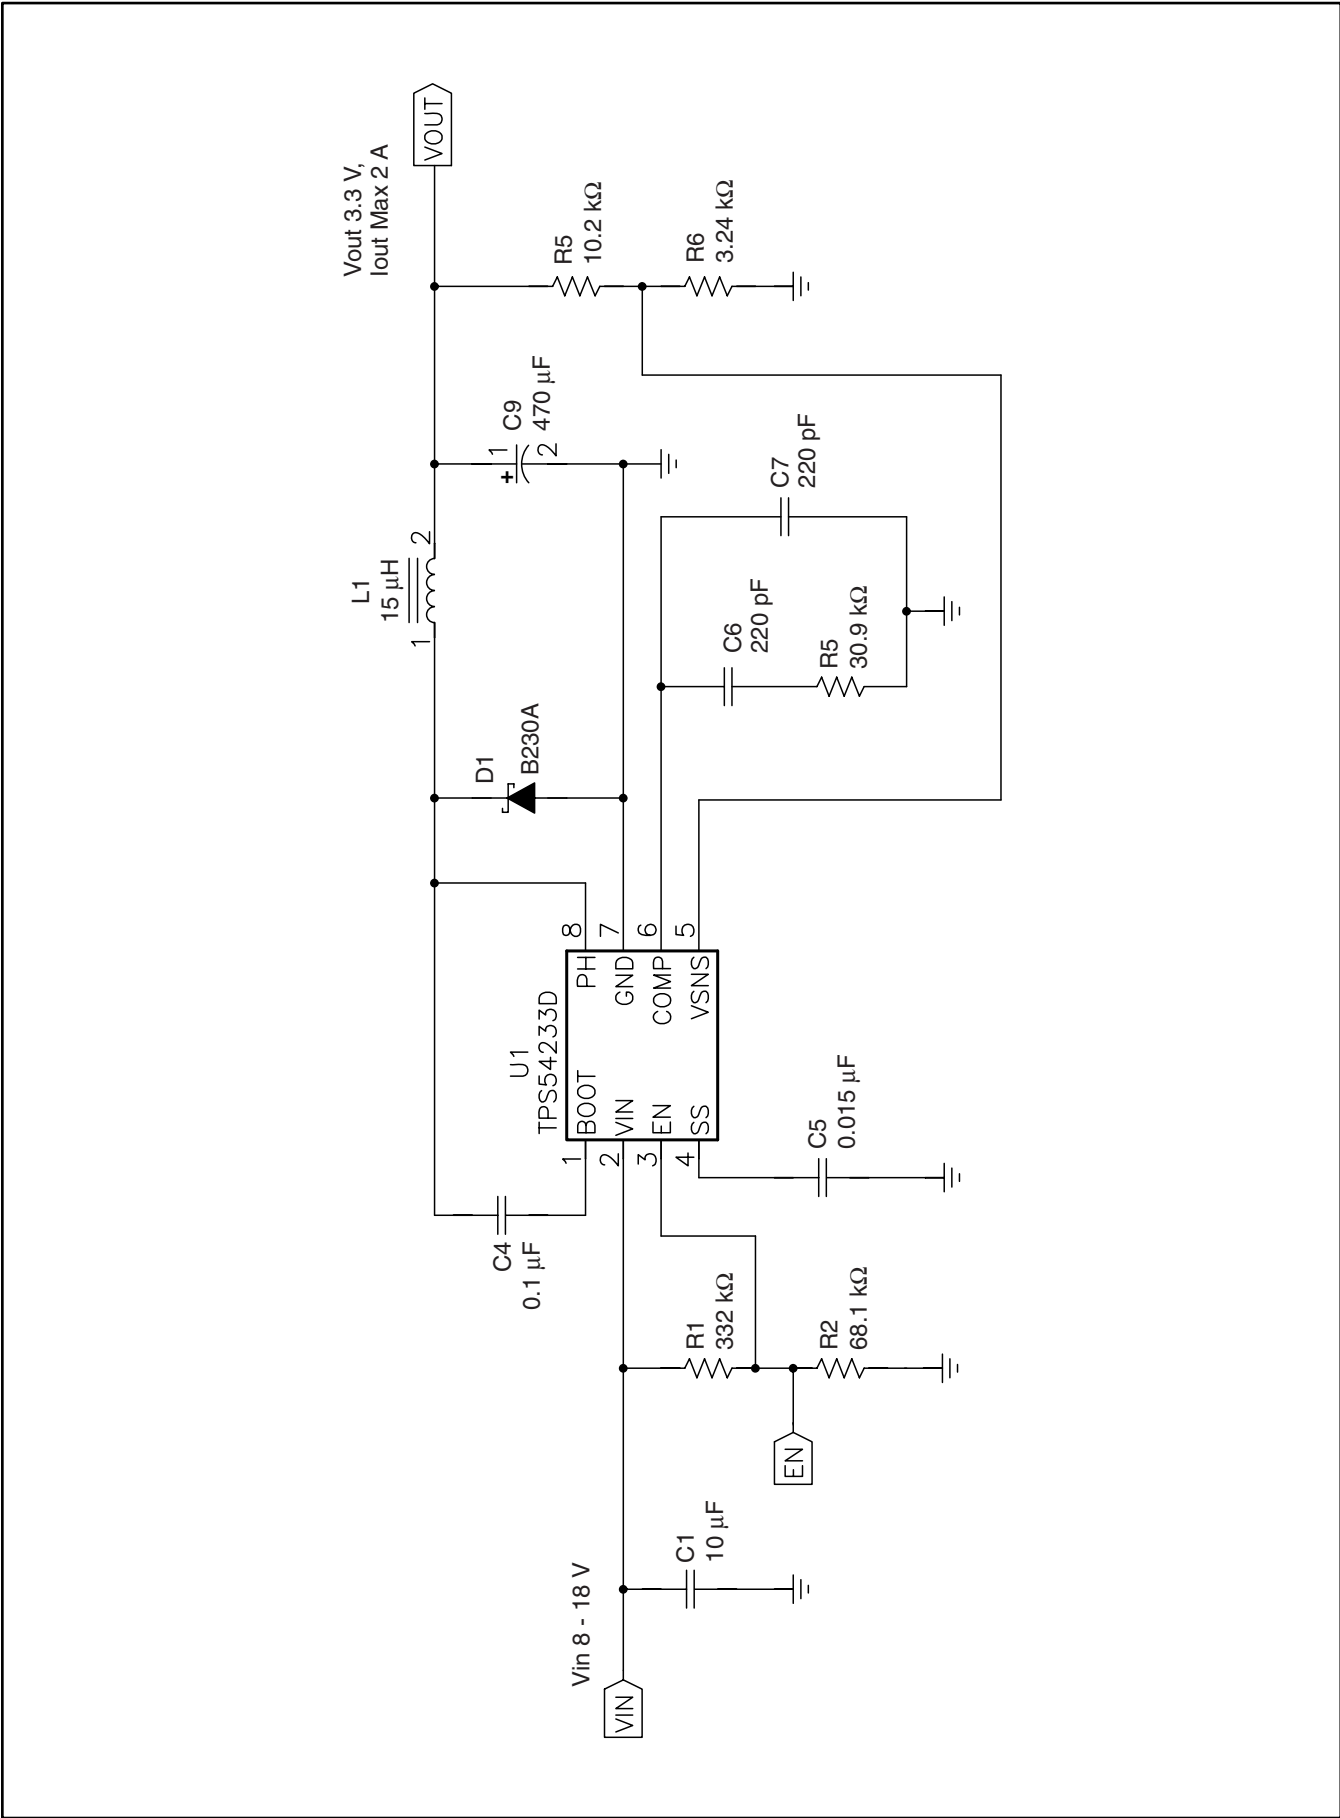 Vin 8 - 18 V
VIN
C1
10 μF
EN
R1
332 kΩ
R2
68.1 kΩ
C4
0.1 μF
C5
0.015 μF
U1
TPS54233D
1
BOOT
PH
8
2
VIN
GND
7
3
EN
COMP
6
4
SS
VSNS
5
D1
B230A
L1
15 μH
1
2
C6
220 pF
R5
30.9 kΩ
C7
220 pF
+
1
C9
470 μF
2
Vout 3.3 V,
Iout Max 2 A
VOUT
R5
10.2 kΩ
R6
3.24 kΩ